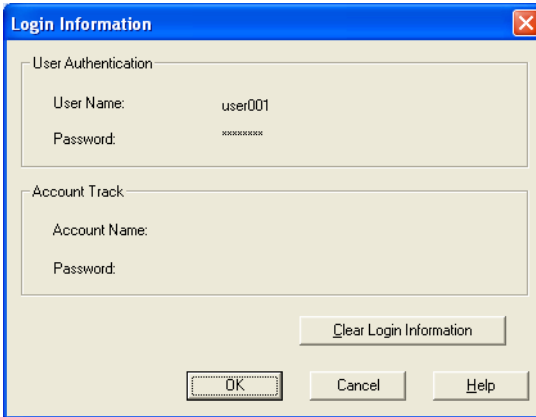 Login Information
User Authentication
User Name: user001
Password: ********
Account Track
Account Name:
Password:
Clear Login Information
OK Cancel Help